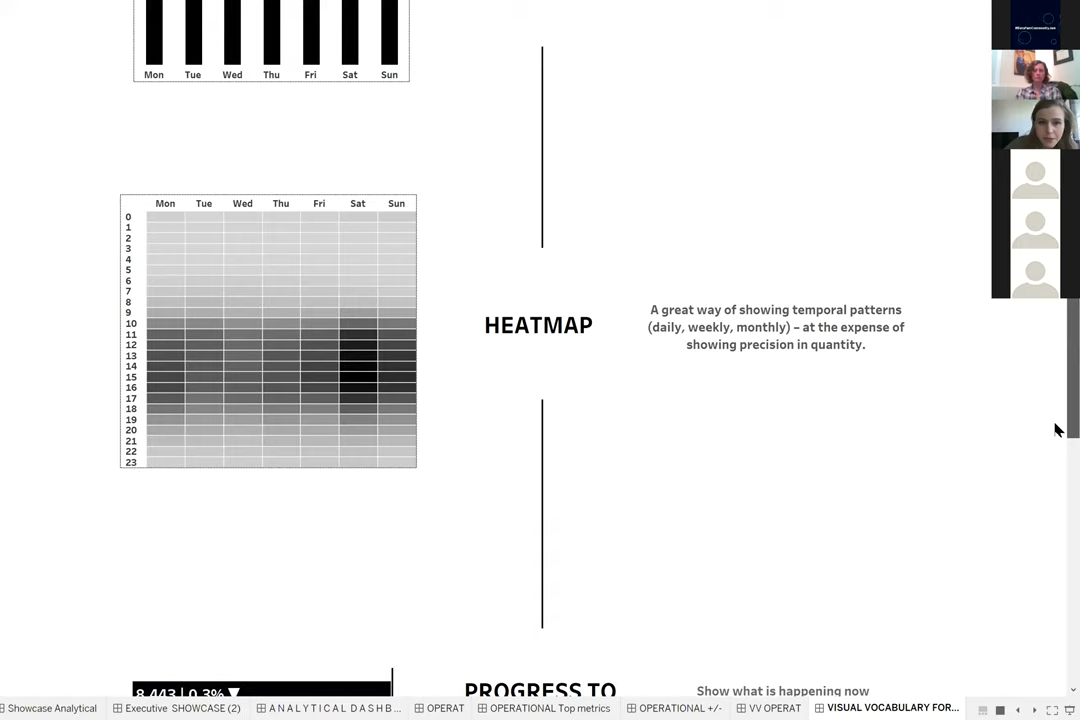 Mon Tue Wed Thu Fri Sat Sun
Mon Tue Wed Thu Fri Sat Sun
0
1
2
3
4
5
6
7
8
9
10
11
12
13
14
15
16
17
18
19
20
21
22
23
HEATMAP
A great way of showing temporal patterns
(daily, weekly, monthly) – at the expense of
showing precision in quantity.
8,443 | 0.3% ▼
PROGRESS TO
Show what is happening now
Showcase Analytical
Executive SHOWCASE (2)
A N A L Y T I C A L D A S H B ...
OPERAT
OPERATIONAL Top metrics
OPERATIONAL +/-
VV OPERAT
VISUAL VOCABULARY FOR...